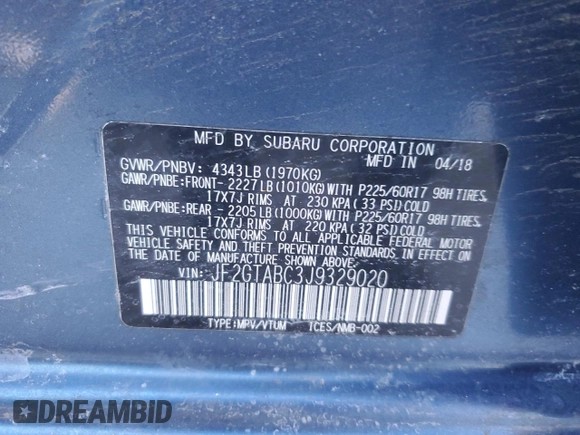 MFD BY SUBARU CORPORATION
MFD IN 04/18
GVWR/PNBV: 4343LB(1970KG)
GAWR/PNBE:FRONT- 2227LB(1010KG)WITH P225/60R17 98H TIRES,
17X7J RIMS AT 230 KPA( 33 PSI)COLD
GAWR/PNBE:REAR - 2205LB(1000KG)WITH P225/60R17 98H TIRES,
17X7J RIMS AT 220 KPA( 32 PSI)COLD
THIS VEHICLE CONFORMS TO ALL APPLICABLE FEDERAL MOTOR
VEHICLE SAFETY AND THEFT PREVENTION STANDARDS IN EFFECT
ON THE DATE OF MANUFACTURE SHOWN ABOVE.
VIN: JF2GTABC3J9329020
TYPE:MPV/VTUM TCES/NMB-002
DREAMBID